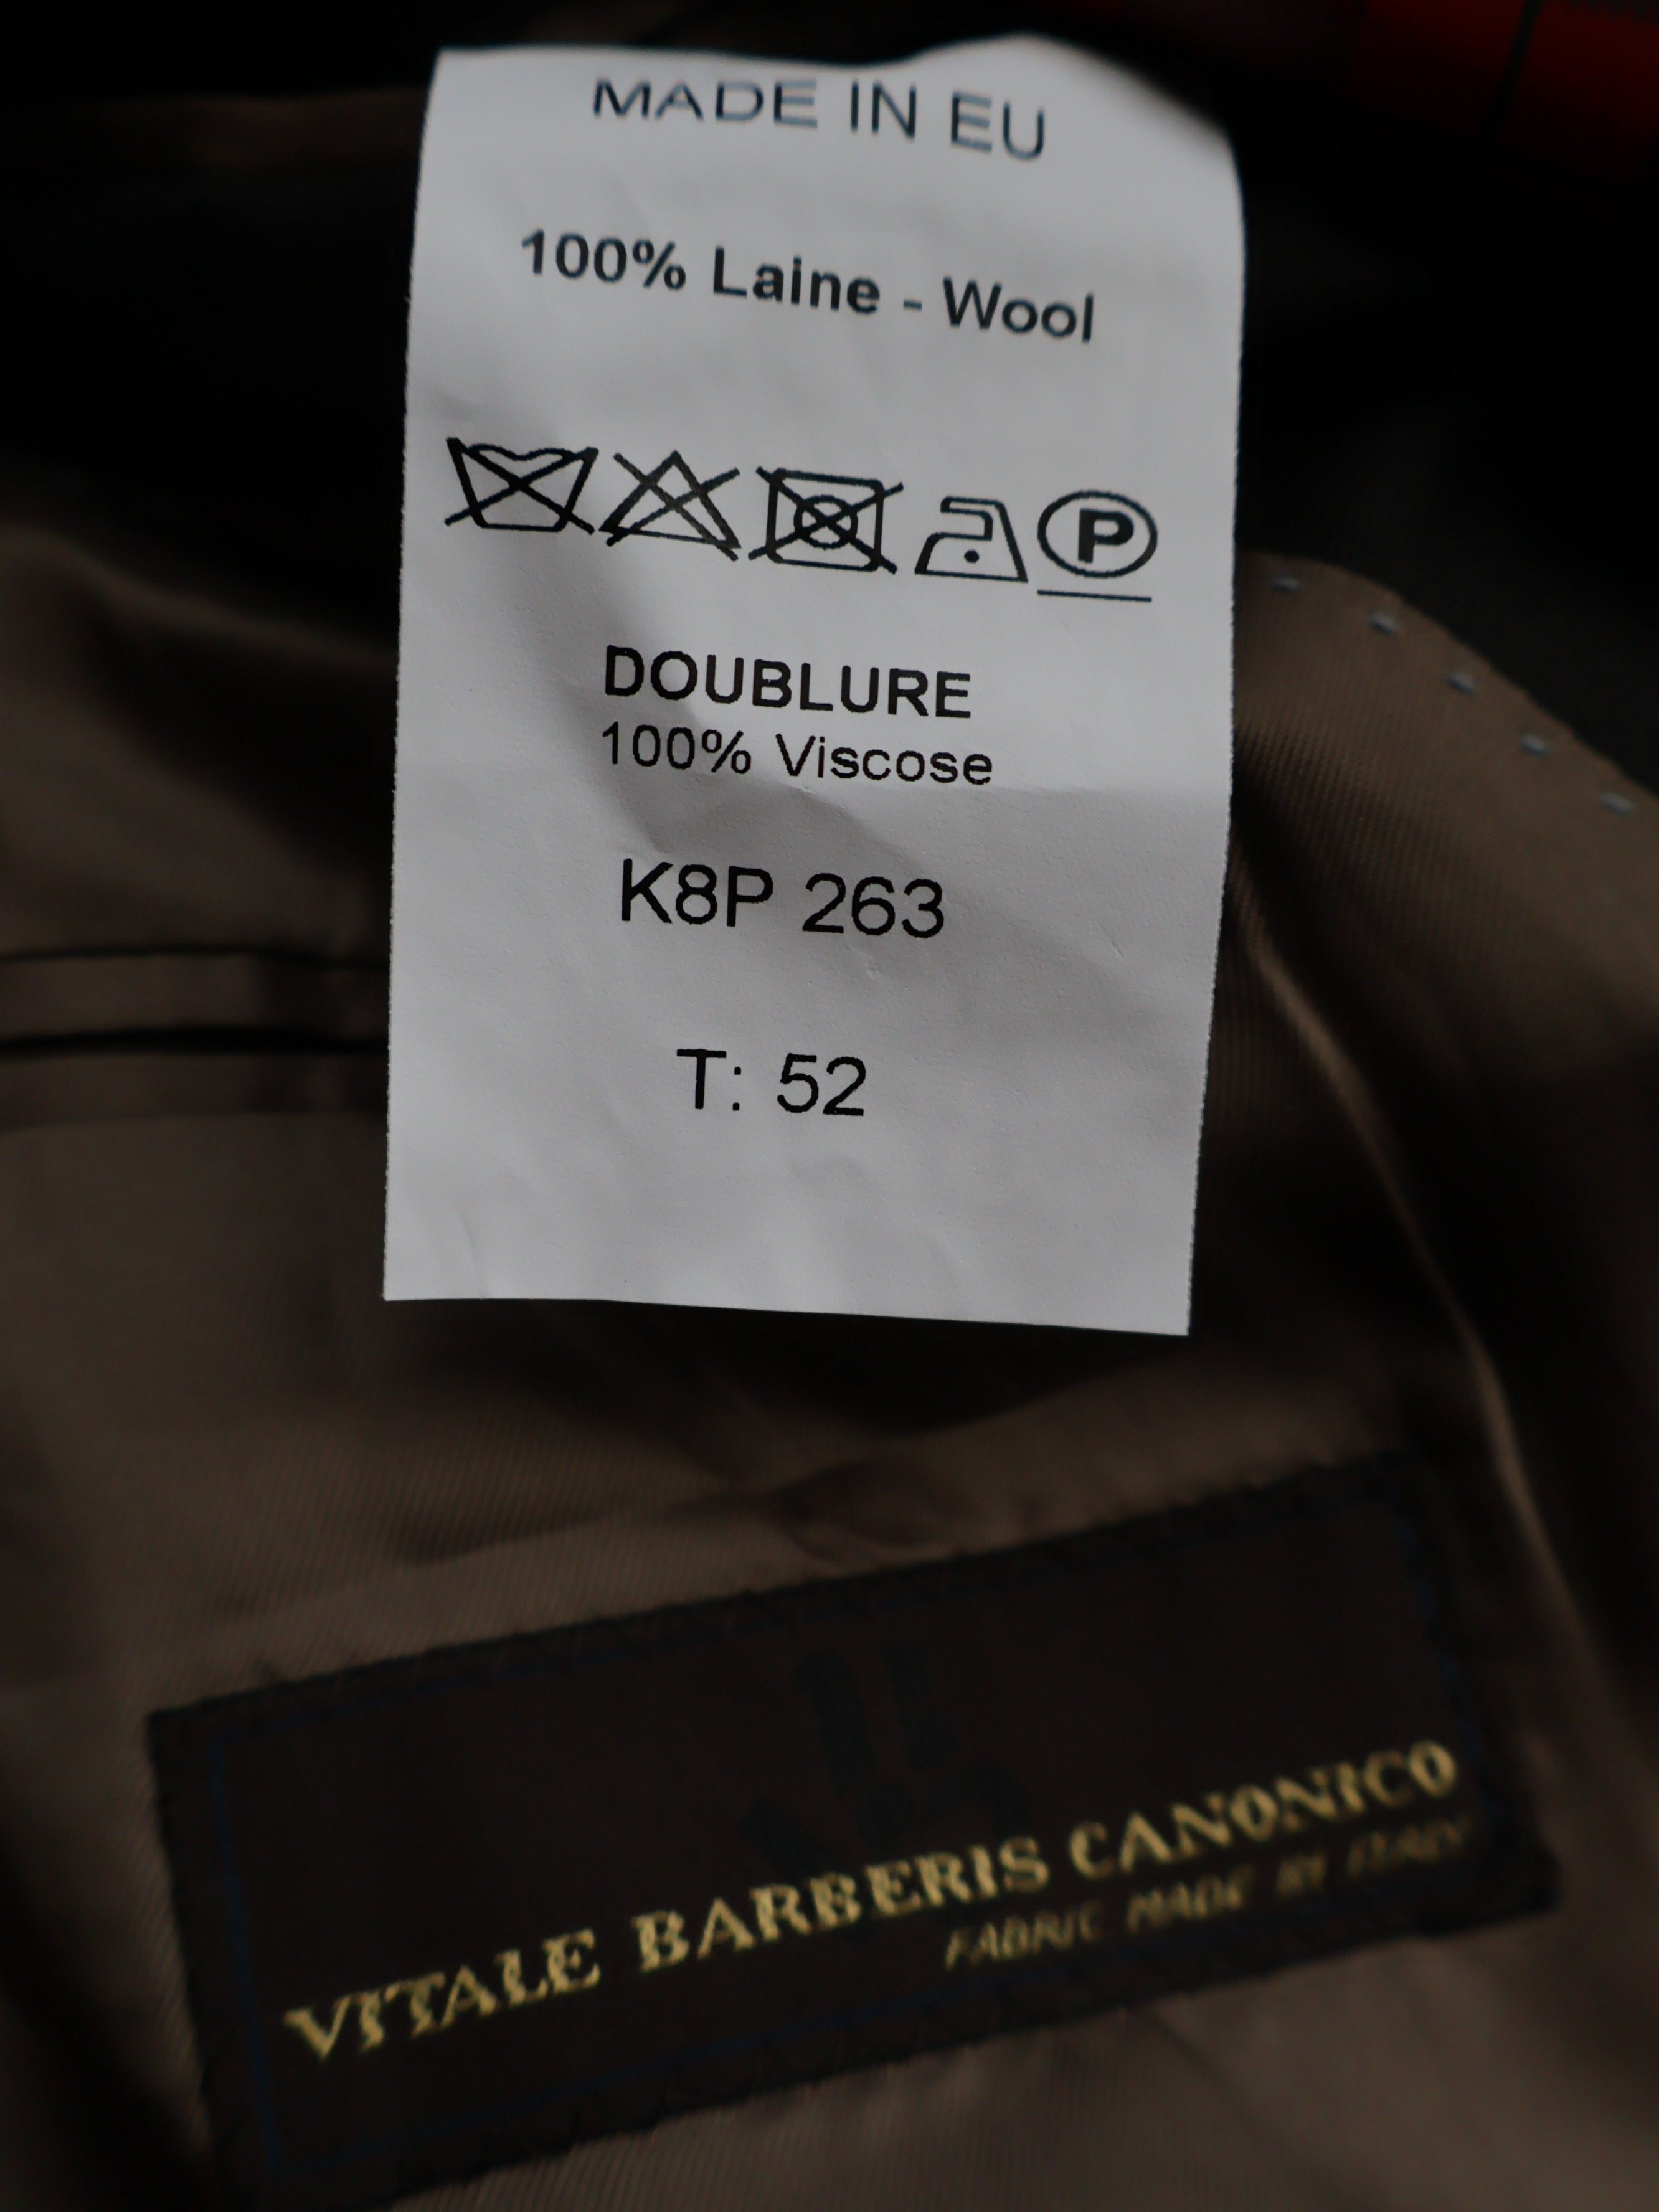 MADE IN EU
100% Laine - Wool
P
DOUBLURE
100% Viscose
K8P 263
T: 52
VITALE BARBERIS CANONICO
FABRIC MADE IN ITALY